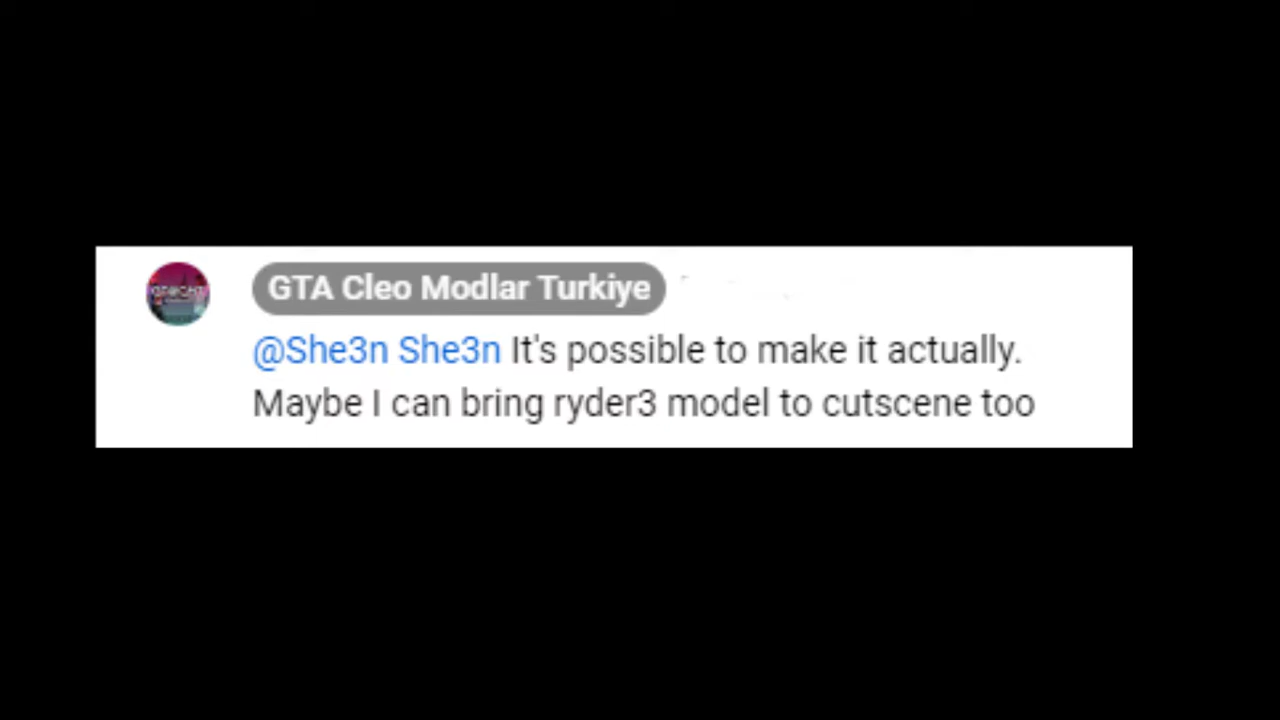 GTA Cleo Modlar Turkiye
@She3n She3n It's possible to make it actually.
Maybe I can bring ryder3 model to cutscene too